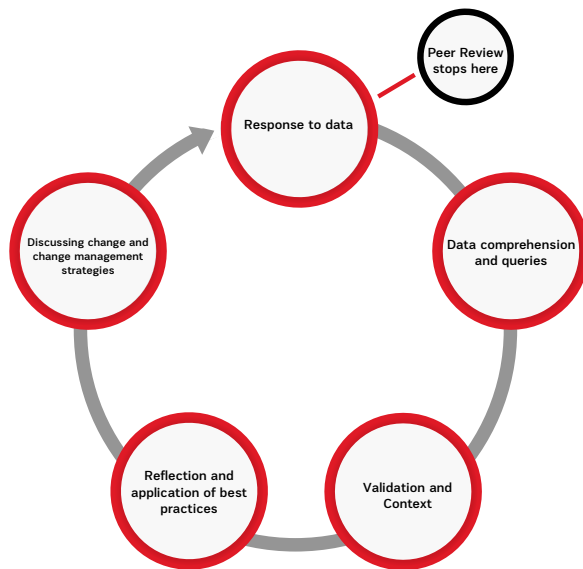 Peer Review
stops here
Response to data
Data comprehension
and queries
Validation and
Context
Reflection and
application of best
practices
Discussing change and
change management
strategies